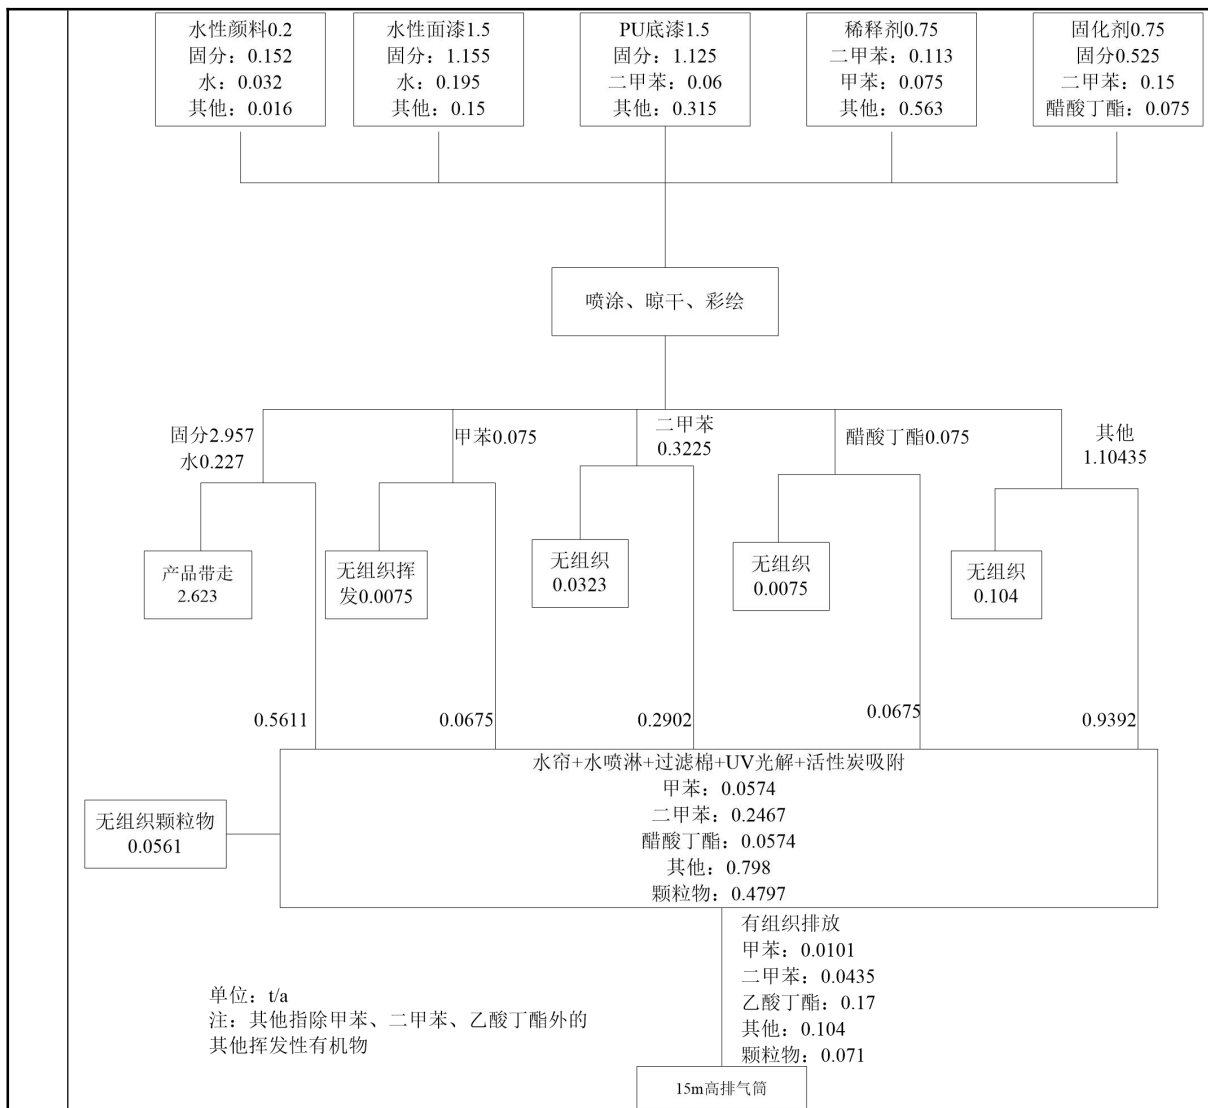 水性颜料0.2
固分：0.152
水：0.032
其他：0.016
水性面漆1.5
固分：1.155
水：0.195
其他：0.15
PU底漆1.5
固分：1.125
二甲苯：0.06
其他：0.315
稀释剂0.75
二甲苯：0.113
甲苯：0.075
其他：0.563
固化剂0.75
固分0.525
二甲苯：0.15
醋酸丁酯：0.075
喷涂、晾干、彩绘
固分2.957
水0.227
甲苯0.075
二甲苯
0.3225
醋酸丁酯0.075
其他
1.10435
产品带走
2.623
无组织挥
发0.0075
无组织
0.0323
无组织
0.0075
无组织
0.104
0.5611
0.0675
0.2902
0.0675
0.9392
水帘+水喷淋+过滤棉+UV光解+活性炭吸附
甲苯：0.0574
二甲苯：0.2467
醋酸丁酯：0.0574
其他：0.798
颗粒物：0.4797
无组织颗粒物
0.0561
有组织排放
甲苯：0.0101
二甲苯：0.0435
乙酸丁酯：0.17
其他：0.104
颗粒物：0.071
单位：t/a
注：其他指除甲苯、二甲苯、乙酸丁酯外的
其他挥发性有机物
15m高排气筒